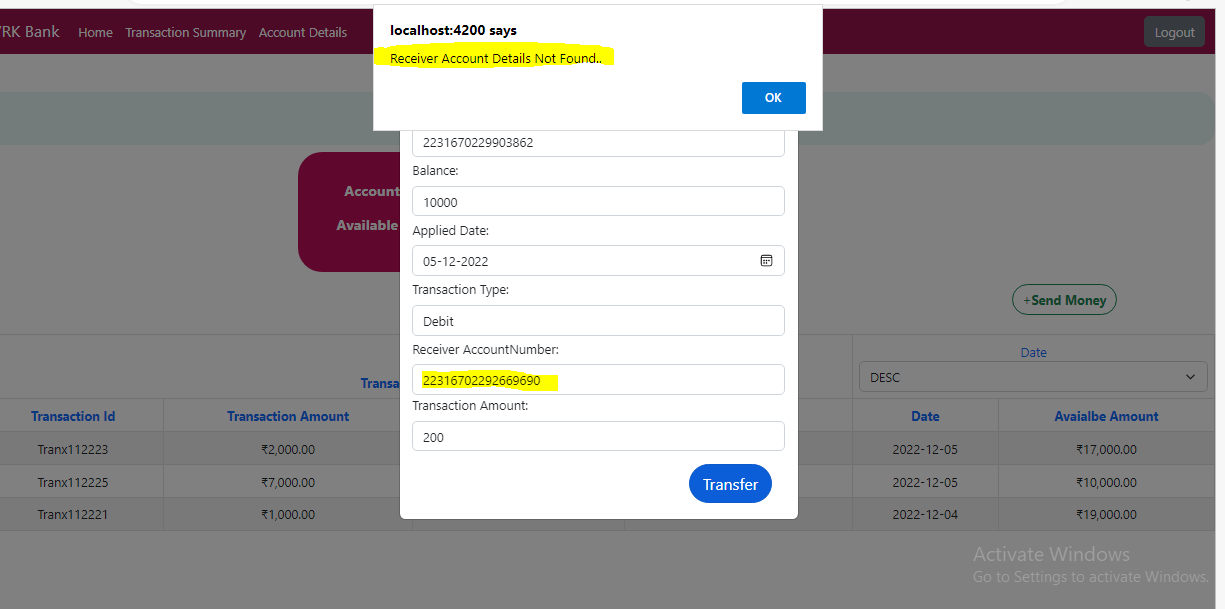 VRK Bank Home Transaction Summary Account Details Logout
localhost:4200 says
Receiver Account Details Not Found..
OK
2231670229903862
Balance:
10000
Account
Available
Applied Date:
05-12-2022
Transaction Type:
Debit
+Send Money
Receiver AccountNumber:
22316702292669690
Transaction Amount:
200
Transfer
Date
DESC
Transa
Transaction Id Transaction Amount Date Avaialbe Amount
Tranx112223 ₹2,000.00 2022-12-05 ₹17,000.00
Tranx112225 ₹7,000.00 2022-12-05 ₹10,000.00
Tranx112221 ₹1,000.00 2022-12-04 ₹19,000.00
Activate Windows
Go to Settings to activate Windows.